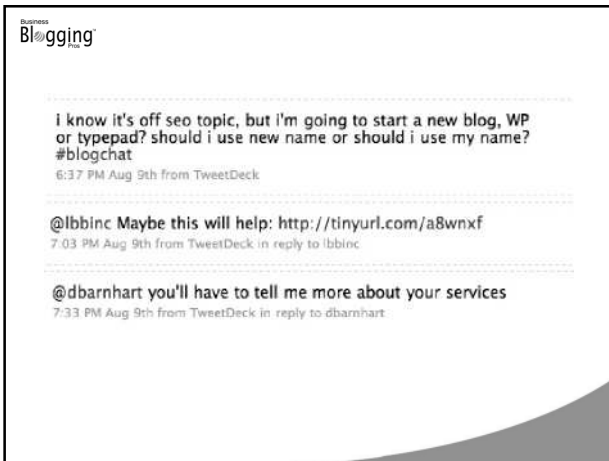 Business
Blogging™
Pros
i know it's off seo topic, but i'm going to start a new blog, WP
or typepad? should i use new name or should i use my name?
#blogchat
6:37 PM Aug 9th from TweetDeck
@lbbinc Maybe this will help: http://tinyurl.com/a8wnxf
7:03 PM Aug 9th from TweetDeck in reply to lbbinc
@dbarnhart you'll have to tell me more about your services
7:33 PM Aug 9th from TweetDeck in reply to dbarnhart